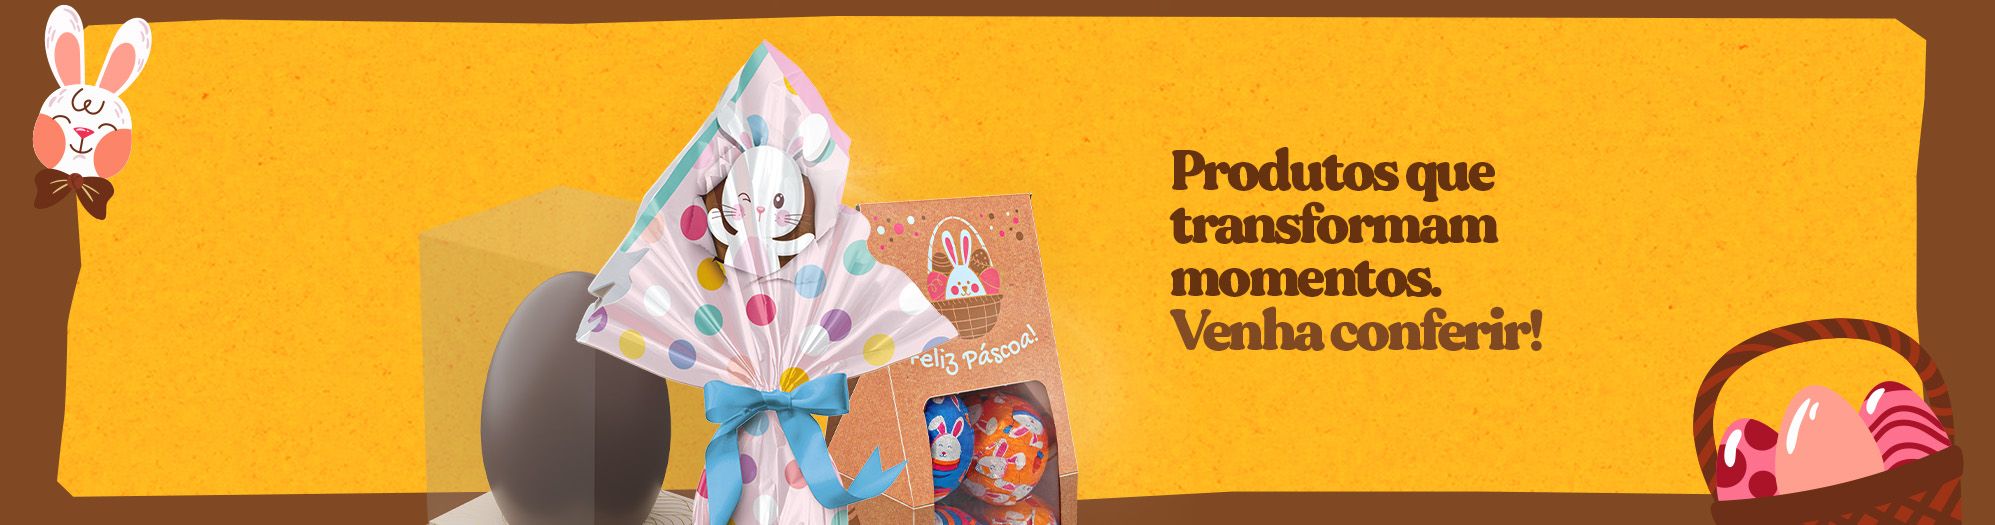 Produtos que
transformam
momentos.
Venha conferir!
Feliz Páscoa!